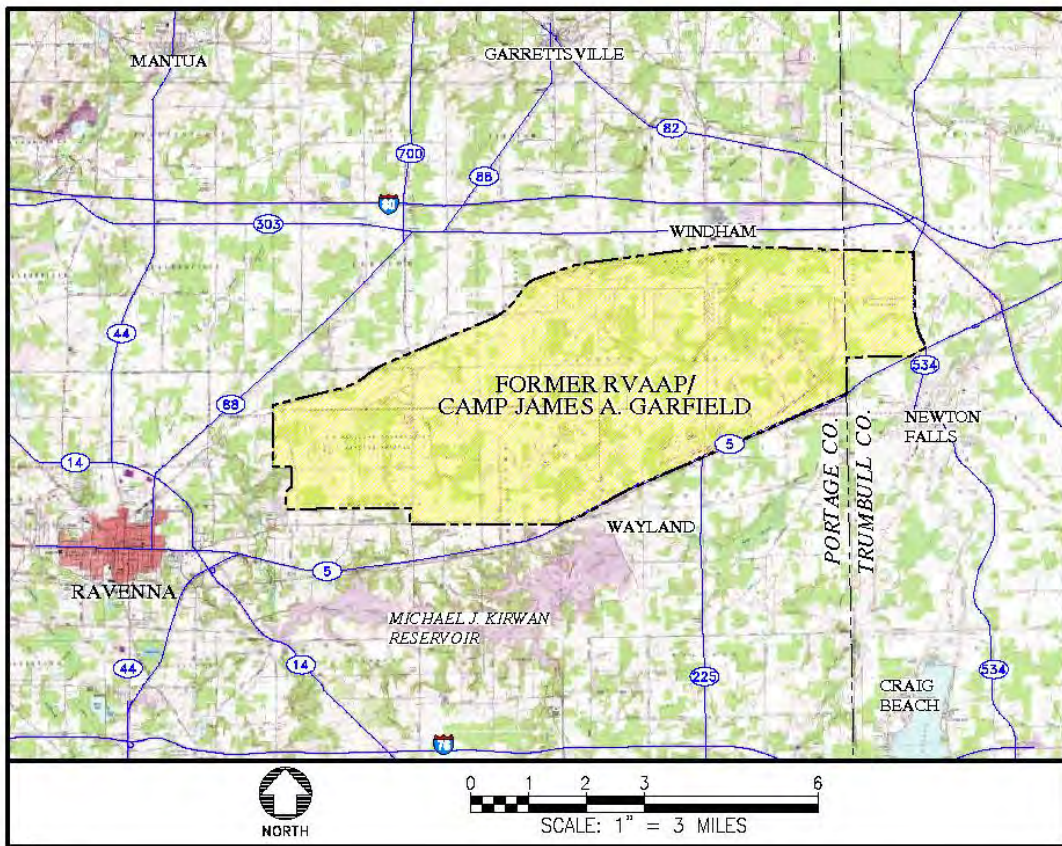 MANTUA
GARRETTSVILLE
82
700
88
80
303
WINDHAM
44
FORMER RVAAP/
CAMP JAMES A. GARFIELD
534
88
NEWTON
FALLS
5
14
PORTAGE CO.
TRUMBULL CO.
WAYLAND
5
RAVENNA
MICHAEL J. KIRWAN
RESERVOIR
14
44
225
534
CRAIG
BEACH
76
NORTH
0 1 2 3 6
SCALE: 1" = 3 MILES